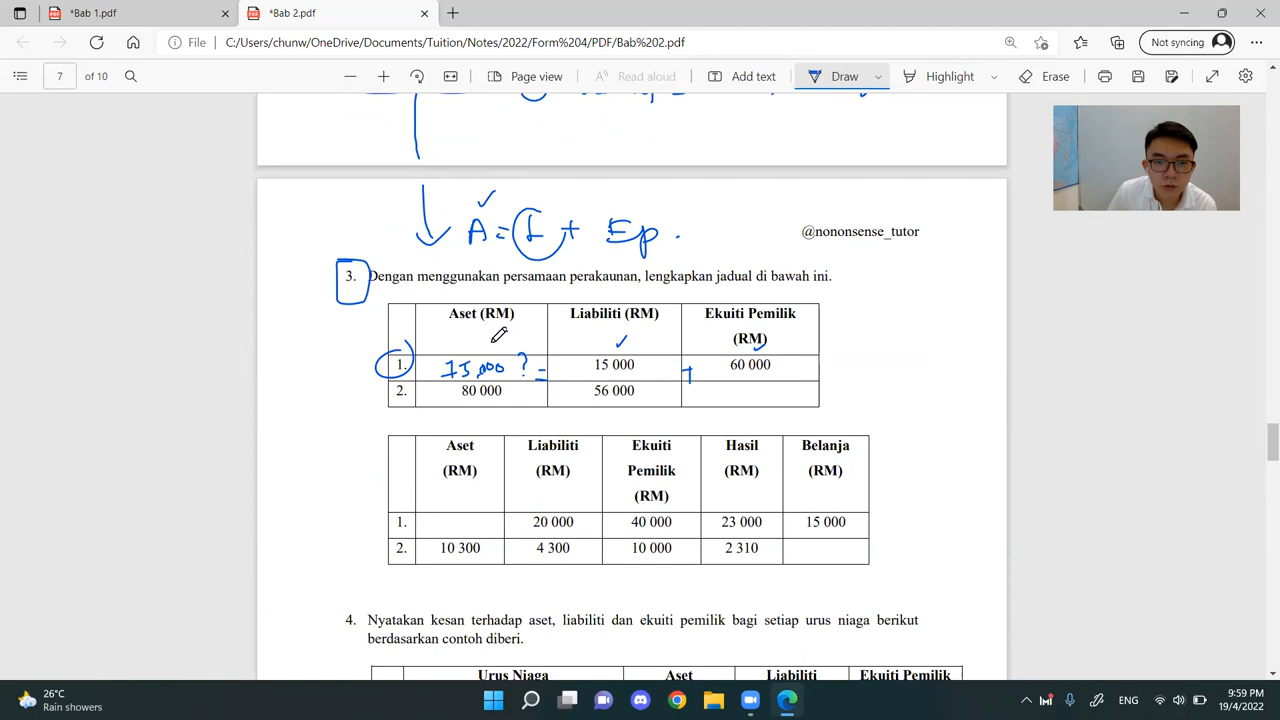 *Bab 1.pdf
*Bab 2.pdf
File
C:/Users/chunw/OneDrive/Documents/Tuition/Notes/2022/Form%204/PDF/Bab%202.pdf
Not syncing
7 of 10
Page view
Read aloud
Add text
Draw
Highlight
Erase
A = L + Ep.
@nononsense_tutor
3. Dengan menggunakan persamaan perakaunan, lengkapkan jadual di bawah ini.
Aset (RM) Liabiliti (RM) Ekuiti Pemilik
(RM)
1. 75,000 ? = 15 000 + 60 000
2. 80 000 56 000
Aset Liabiliti Ekuiti Hasil Belanja
(RM) (RM) Pemilik (RM) (RM)
(RM)
1. 20 000 40 000 23 000 15 000
2. 10 300 4 300 10 000 2 310
4. Nyatakan kesan terhadap aset, liabiliti dan ekuiti pemilik bagi setiap urus niaga berikut
berdasarkan contoh diberi.
Urus Niaga Aset Liabiliti Ekuiti Pemilik
26°C
Rain showers
ENG
9:59 PM
19/4/2022